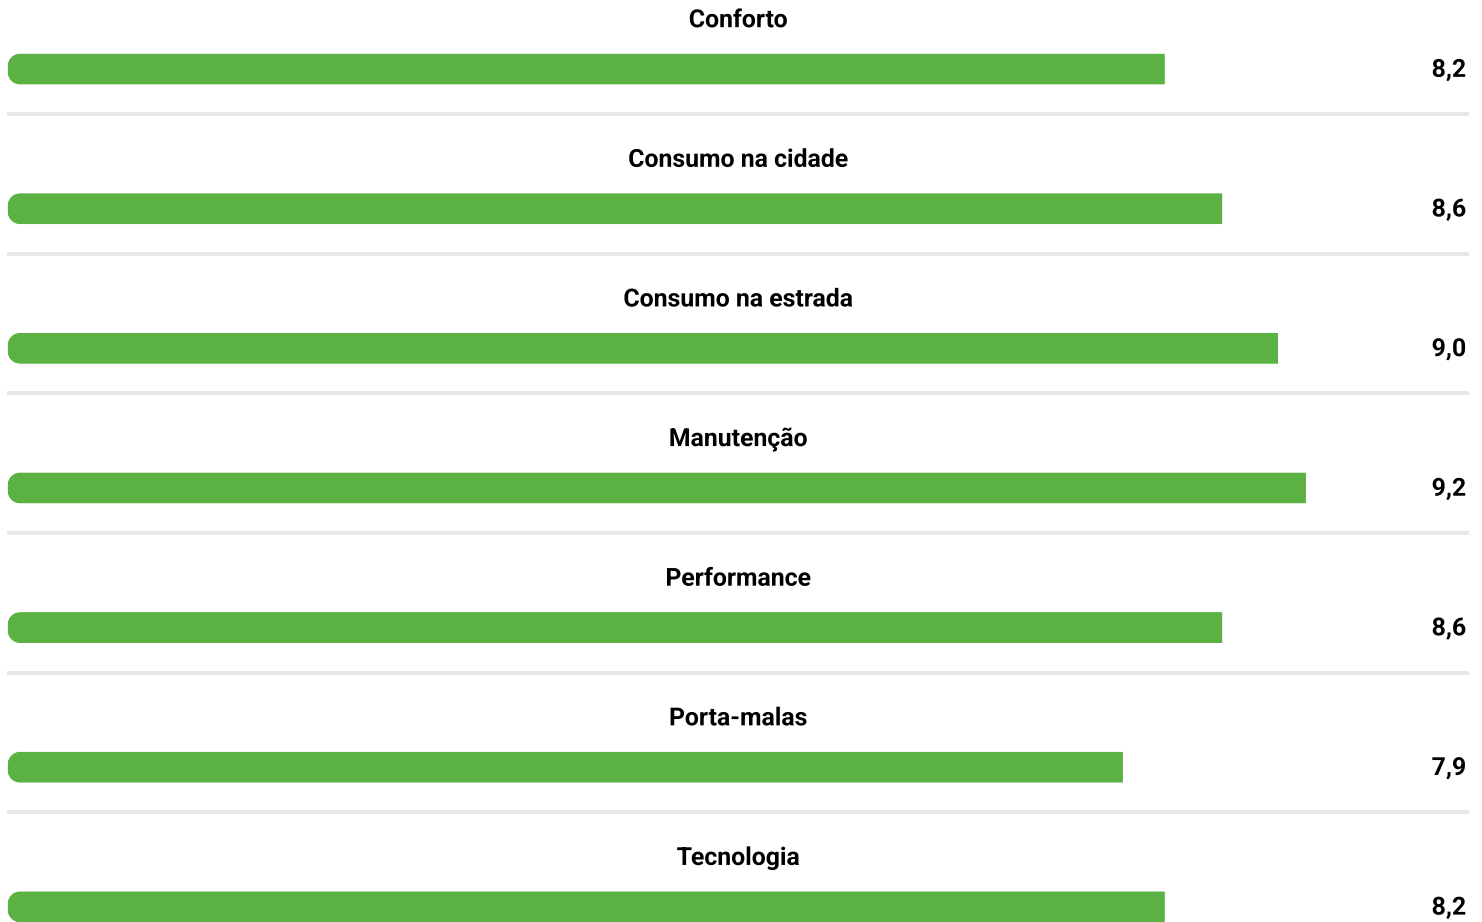 Conforto
8,2
Consumo na cidade
8,6
Consumo na estrada
9,0
Manutenção
9,2
Performance
8,6
Porta-malas
7,9
Tecnologia
8,2